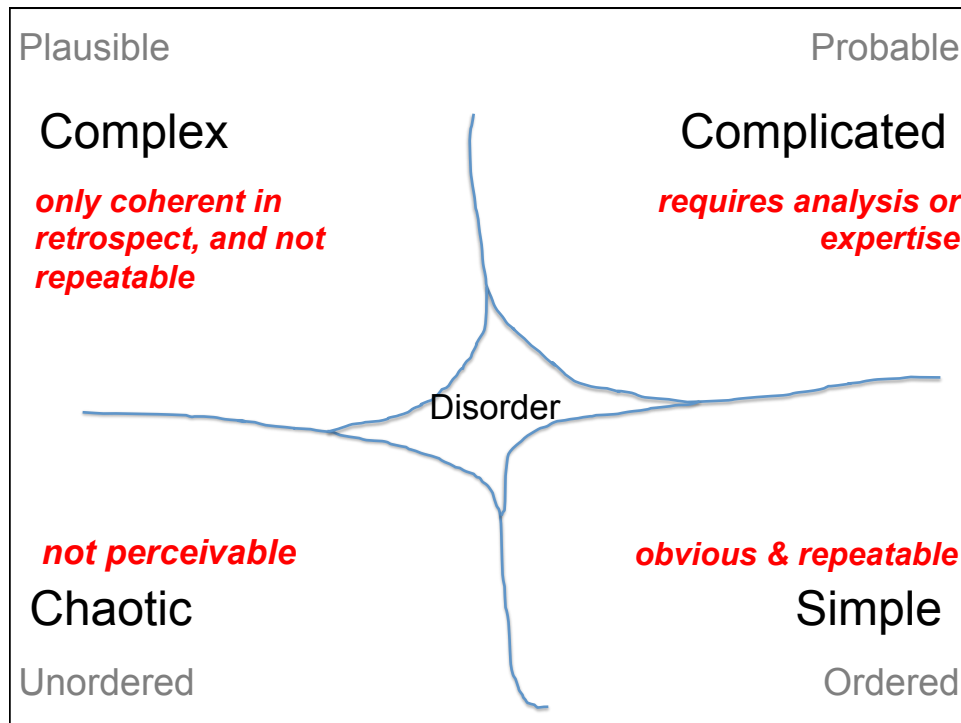 Plausible
Probable
Complex
Complicated
only coherent in
retrospect, and not
repeatable
requires analysis or
expertise
Disorder
not perceivable
obvious & repeatable
Chaotic
Simple
Unordered
Ordered